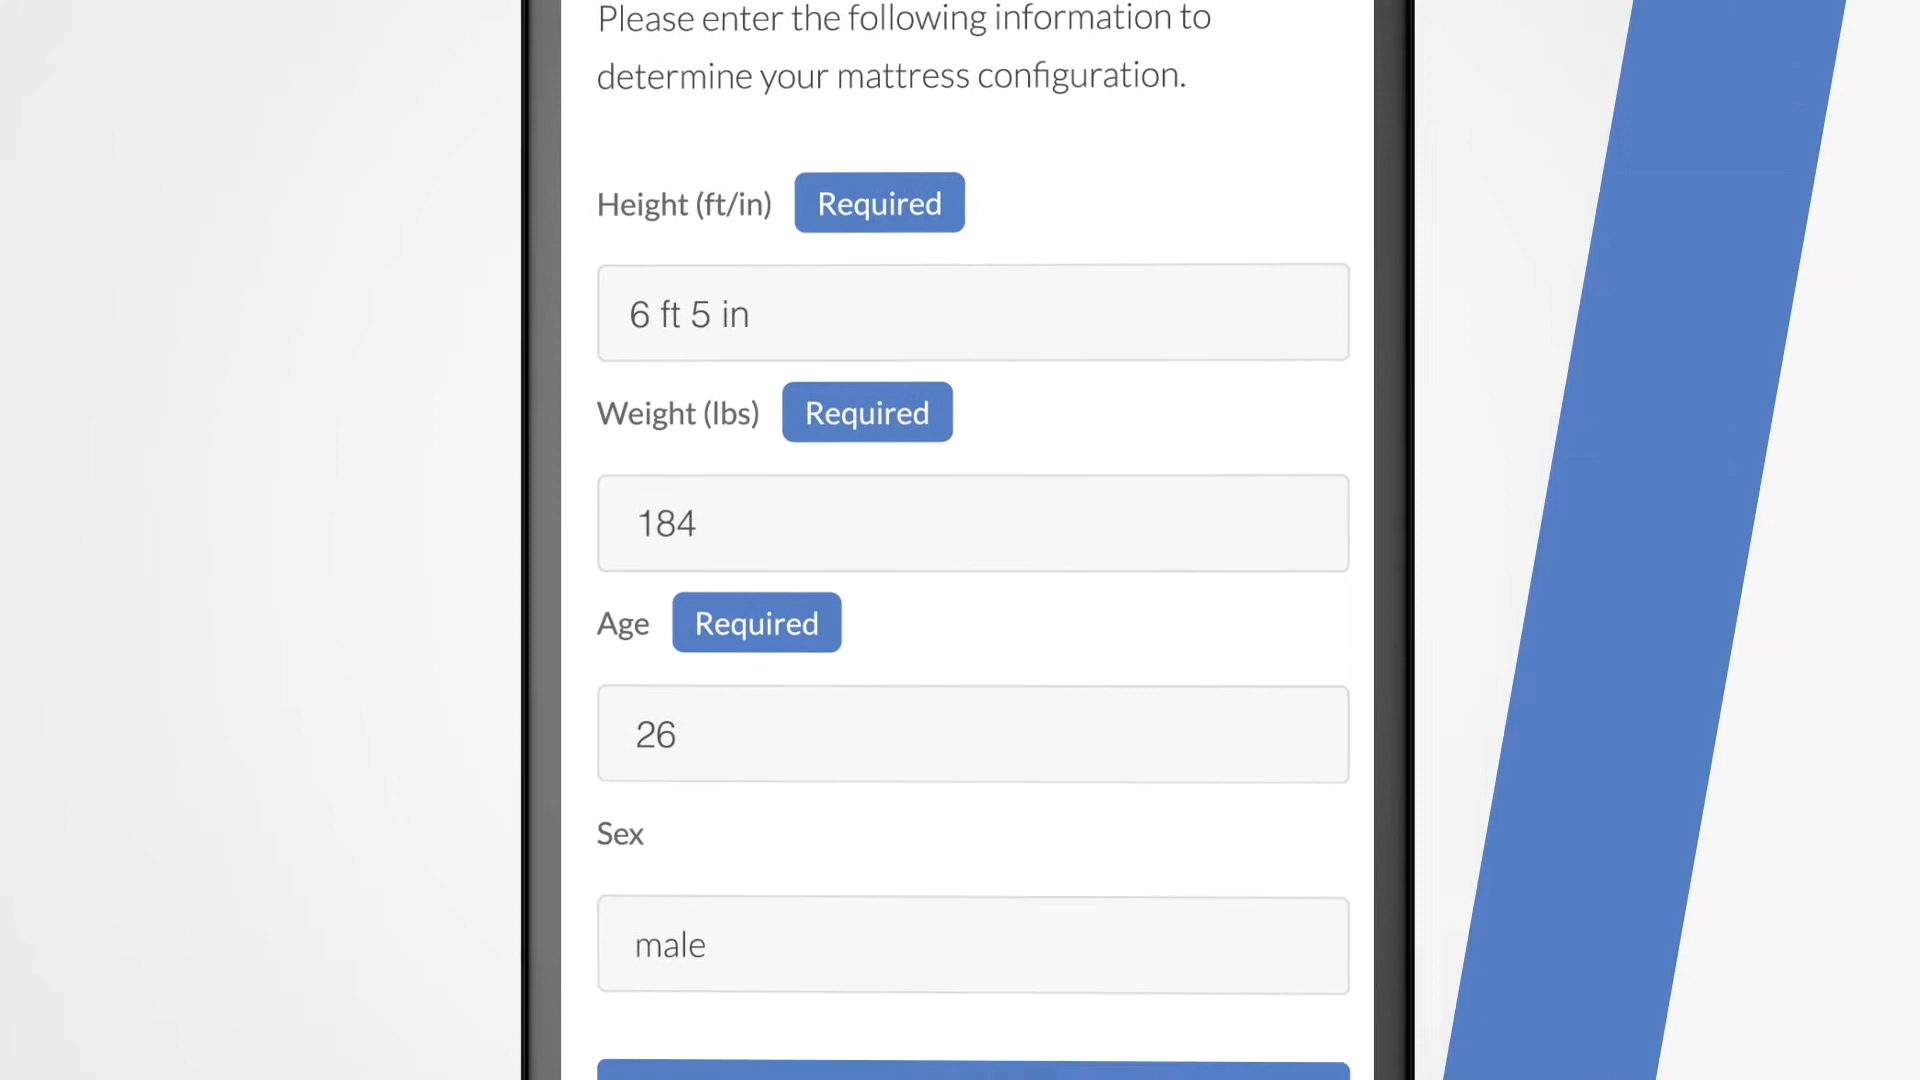 Please enter the following information to
determine your mattress configuration.
Height (ft/in) Required
6 ft 5 in
Weight (lbs) Required
184
Age Required
26
Sex
male